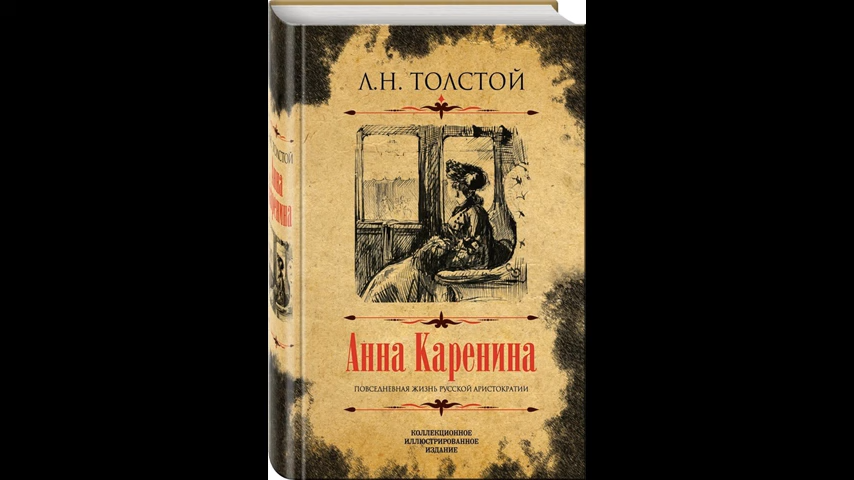 Л.Н. ТОЛСТОЙ
Анна Каренина
ПОВСЕДНЕВНАЯ ЖИЗНЬ РУССКОЙ АРИСТОКРАТИИ
КОЛЛЕКЦИОННОЕ
ИЛЛЮСТРИРОВАННОЕ
ИЗДАНИЕ